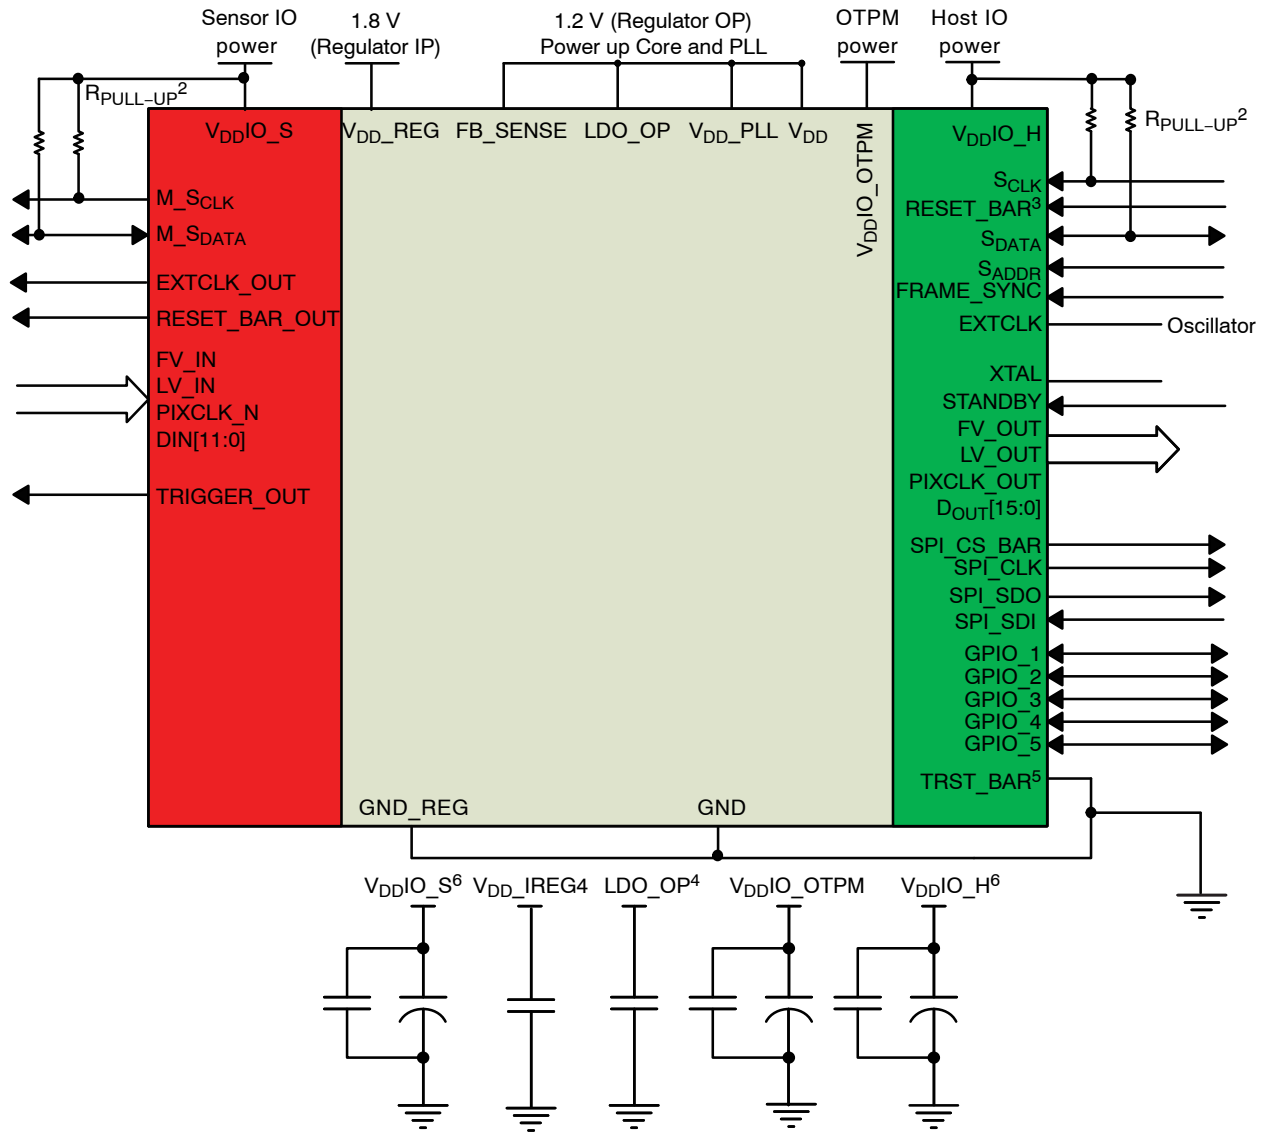 Sensor IO
power
1.8 V
(Regulator IP)
1.2 V (Regulator OP)
Power up Core and PLL
OTPM
power
Host IO
power
RPULL–UP2
RPULL–UP2
VDDIO_S
VDD_REG
FB_SENSE
LDO_OP
VDD_PLL
VDD
VDDIO_OTPM
VDDIO_H
M_SCLK
M_SDATA
EXTCLK_OUT
RESET_BAR_OUT
FV_IN
LV_IN
PIXCLK_N
DIN[11:0]
TRIGGER_OUT
SCLK
RESET_BAR3
SDATA
SADDR
FRAME_SYNC
EXTCLK
Oscillator
XTAL
STANDBY
FV_OUT
LV_OUT
PIXCLK_OUT
DOUT[15:0]
SPI_CS_BAR
SPI_CLK
SPI_SDO
SPI_SDI
GPIO_1
GPIO_2
GPIO_3
GPIO_4
GPIO_5
TRST_BAR5
GND_REG
GND
VDDIO_S6
VDD_IREG4
LDO_OP4
VDDIO_OTPM
VDDIO_H6